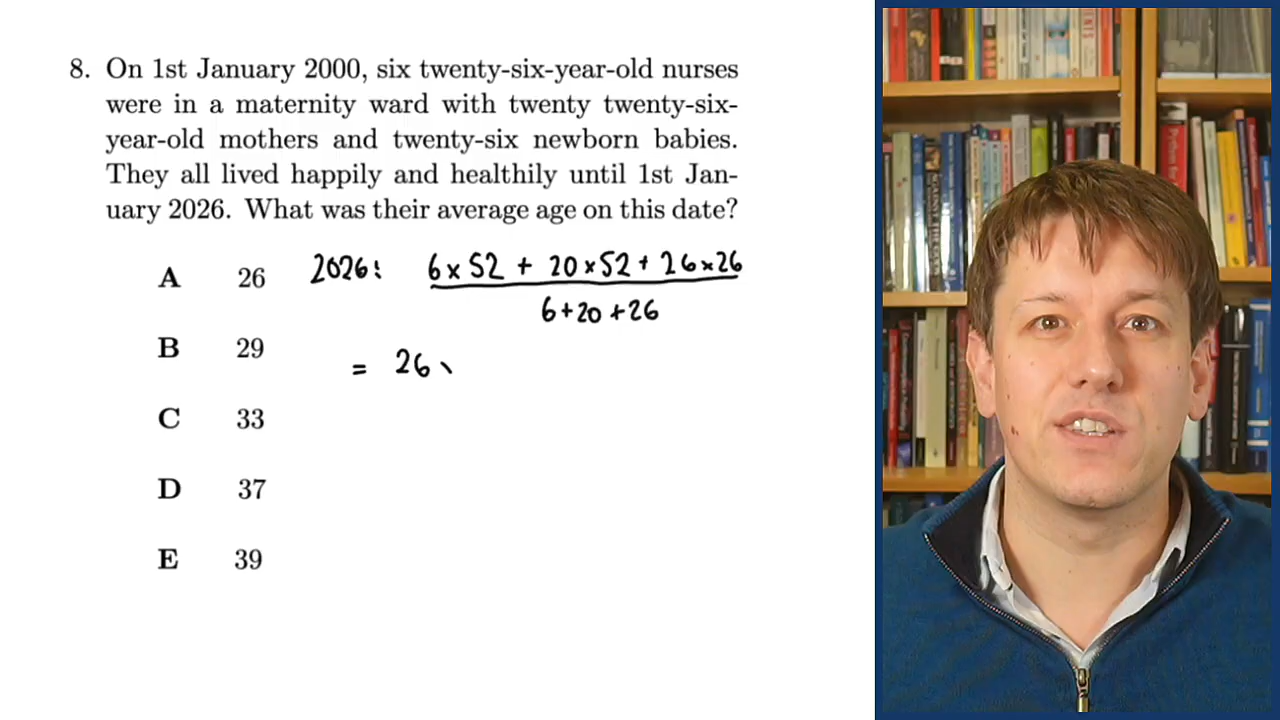 8. On 1st January 2000, six twenty-six-year-old nurses
were in a maternity ward with twenty twenty-six-
year-old mothers and twenty-six newborn babies.
They all lived happily and healthily until 1st Jan-
uary 2026. What was their average age on this date?
A 26
2026: 6 x 52 + 20 x 52 + 26 x 26
6 + 20 + 26
B 29
= 26
C 33
D 37
E 39